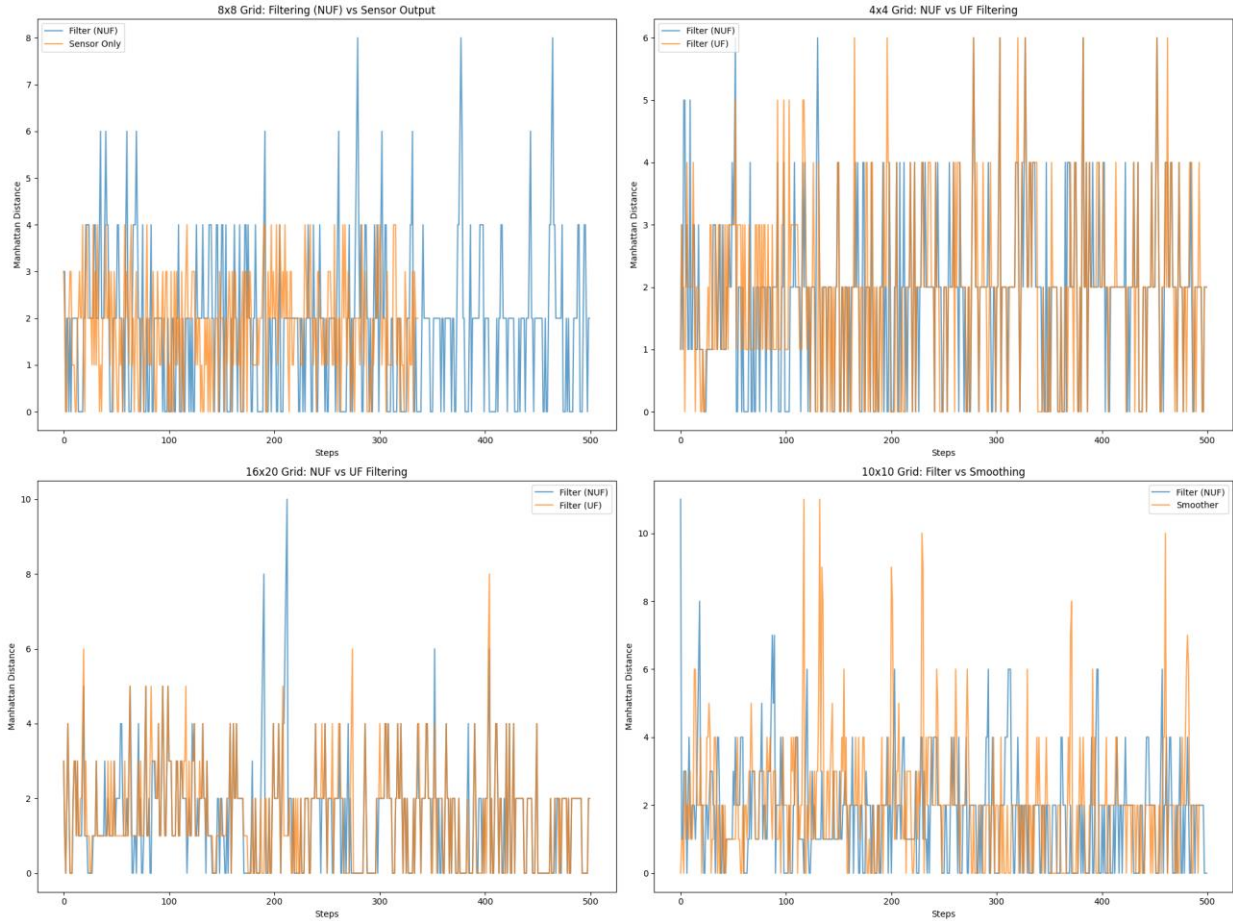 8x8 Grid: Filtering (NUF) vs Sensor Output
Filter (NUF)
Sensor Only
Manhattan Distance
8
7
6
5
4
3
2
1
0
0 100 200 300 400 500
Steps
4x4 Grid: NUF vs UF Filtering
Filter (NUF)
Filter (UF)
Manhattan Distance
6
5
4
3
2
1
0
0 100 200 300 400 500
Steps
16x20 Grid: NUF vs UF Filtering
Filter (NUF)
Filter (UF)
Manhattan Distance
10
8
6
4
2
0
0 100 200 300 400 500
Steps
10x10 Grid: Filter vs Smoothing
Filter (NUF)
Smoother
Manhattan Distance
10
8
6
4
2
0
0 100 200 300 400 500
Steps